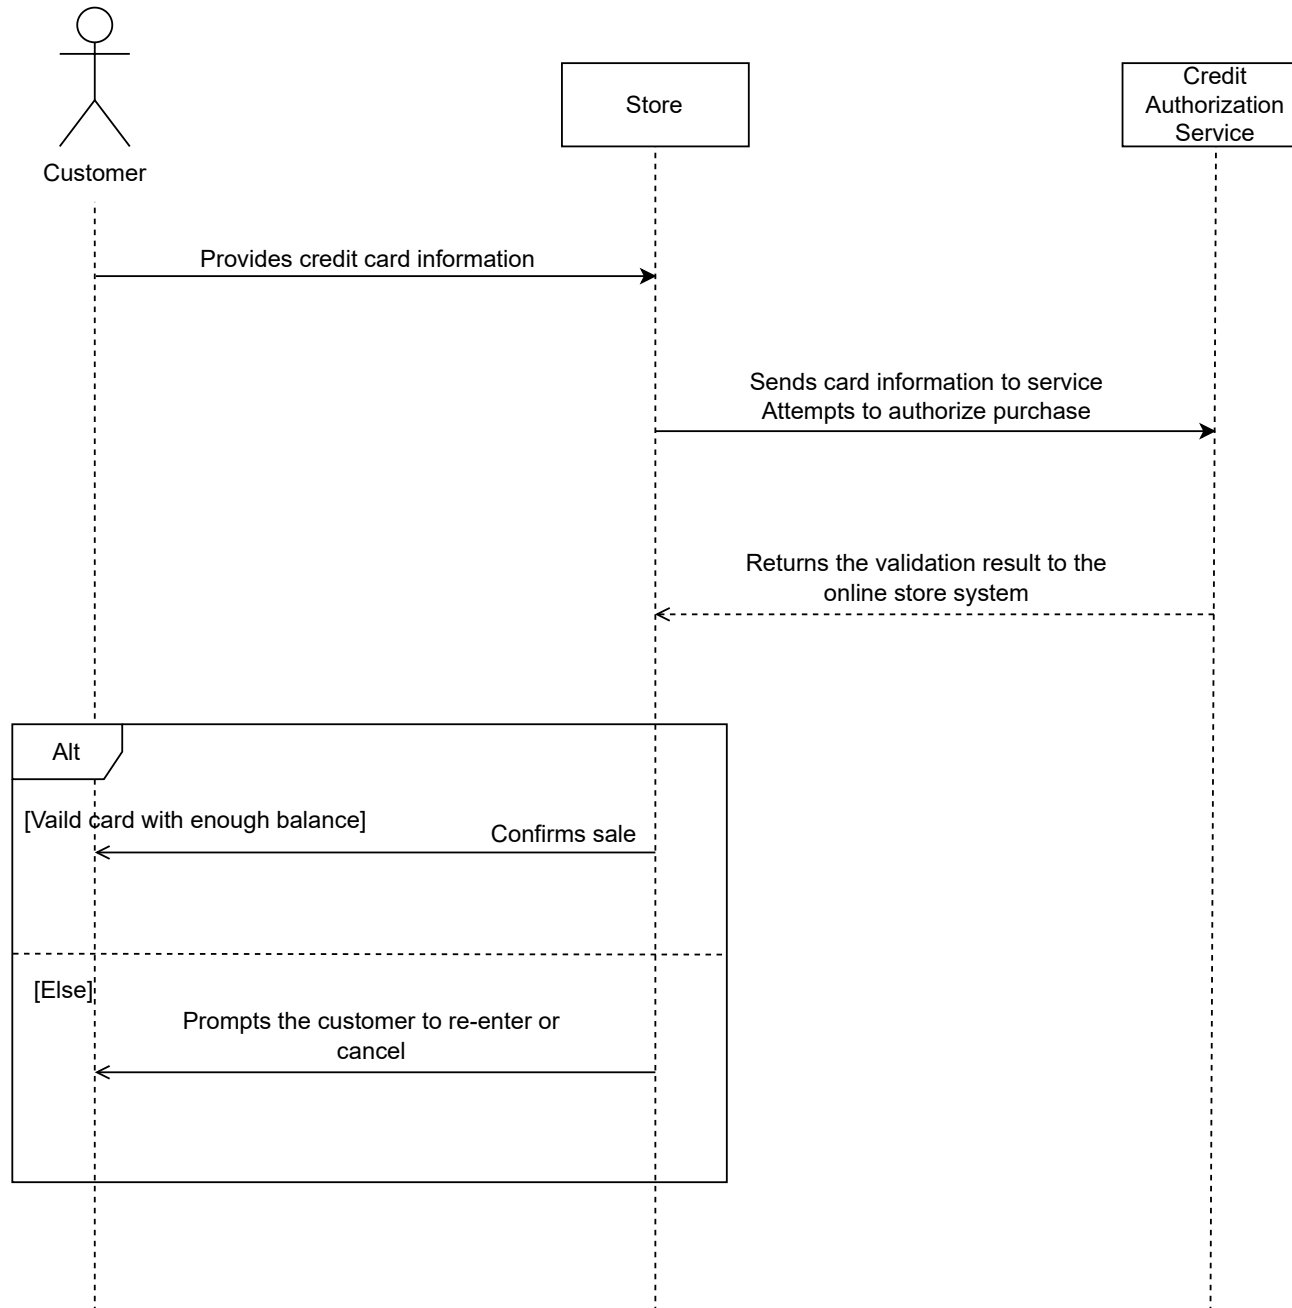 Customer
Store
Credit
Authorization
Service
Provides credit card information
Sends card information to service
Attempts to authorize purchase
Returns the validation result to the
online store system
Alt
[Vaild card with enough balance]
Confirms sale
[Else]
Prompts the customer to re-enter or
cancel